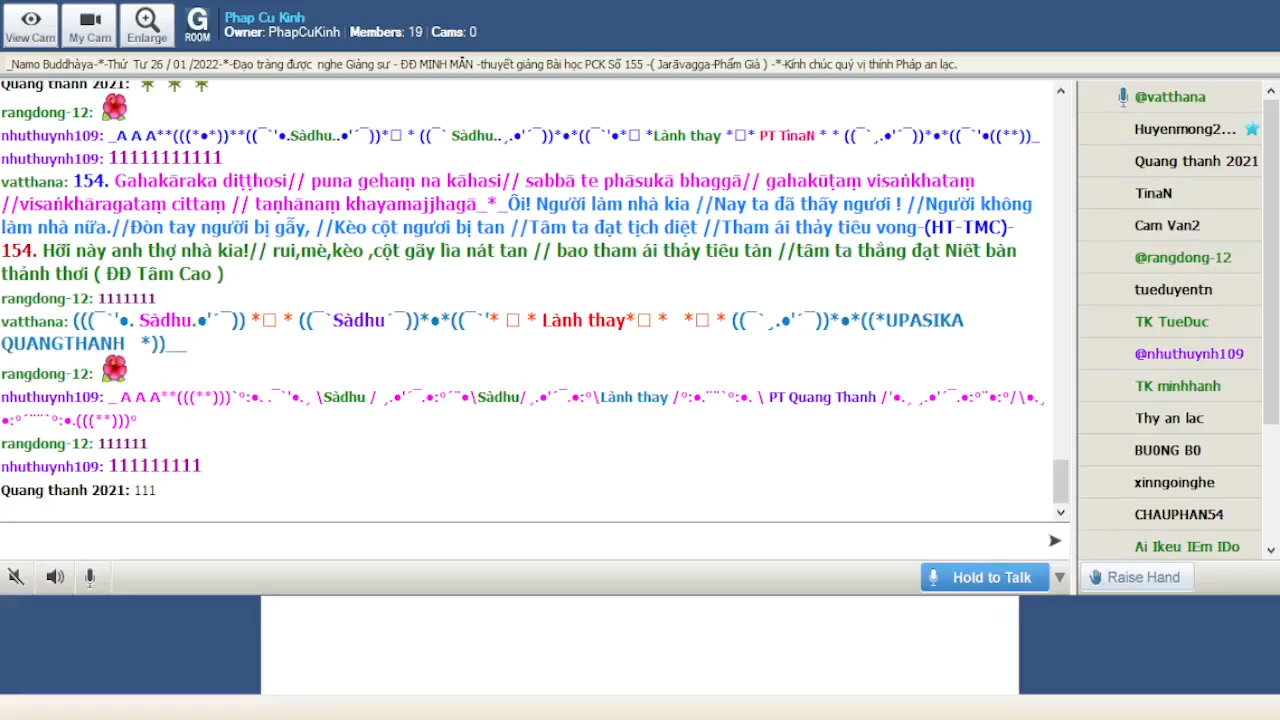 View Cam
My Cam
Enlarge
G ROOM
Phap Cu Kinh
Owner: PhapCuKinh | Members: 19 | Cams: 0
_Namo Buddhàya-*-Thứ Tư 26 / 01 /2022-*-Đạo tràng được nghe Giảng sư - ĐĐ MINH MẪN -thuyết giảng Bài học PCK Số 155 -( Jarāvagga-Phẩm Già ) -*-Kính chúc quý vị thính Pháp an lạc.
Quang thanh 2021:
rangdong-12:
nhuthuynh109: _A A A**(((*●*))**((¯`'●.Sàdhu..●'´¯))*□ * ((¯` Sàdhu..¸.●'´¯))*●*((¯`'●*□ *Lành thay *□* PT TinaN * * ((¯`¸.●'´¯))*●*((¯`'●((**))_
nhuthuynh109: 11111111111
vatthana: 154. Gahakāraka diṭṭhosi// puna gehaṃ na kāhasi// sabbā te phāsukā bhaggā// gahakūṭaṃ visaṅkhataṃ
//visaṅkhāragataṃ cittaṃ // taṇhānaṃ khayamajjhagā_*_Ôi! Người làm nhà kia //Nay ta đã thấy ngươi ! //Người không
làm nhà nữa.//Đòn tay người bị gẫy, //Kèo cột ngươi bị tan //Tâm ta đạt tịch diệt //Tham ái thảy tiêu vong-(HT-TMC)-
154. Hỡi này anh thợ nhà kia!// rui,mè,kèo ,cột gãy lìa nát tan // bao tham ái thảy tiêu tàn //tâm ta thẳng đạt Niết bàn
thảnh thơi ( ĐĐ Tâm Cao )
rangdong-12: 1111111
vatthana: (((¯`'●. Sàdhu.●'´¯)) *□ * ((¯`Sàdhu´¯))*●*((¯`'* □ * Lành thay*□ * *□ * ((¯`¸.●'´¯))*●*((*UPASIKA
QUANGTHANH *))__
rangdong-12:
nhuthuynh109: _ A A A**(((**)))`º:●. .¯`'●.¸ \Sàdhu / ¸.●'´¯.●:º´¨●\Sàdhu/¸.●'´¯.●:º\Lành thay /º:●.¨¨`º:●. \ PT Quang Thanh /'●.¸ ¸.●'´¯.●:º¨●:º/\●.¸
●:º´¨¨`º:●.(((**)))º
rangdong-12: 111111
nhuthuynh109: 111111111
Quang thanh 2021: 111
@vatthana
Huyenmong2...
Quang thanh 2021
TinaN
Cam Van2
@rangdong-12
tueduyentn
TK TueDuc
@nhuthuynh109
TK minhhanh
Thy an lac
BU0NG B0
xinngoinghe
CHAUPHAN54
Ai Ikeu IEm IDo
Hold to Talk
Raise Hand